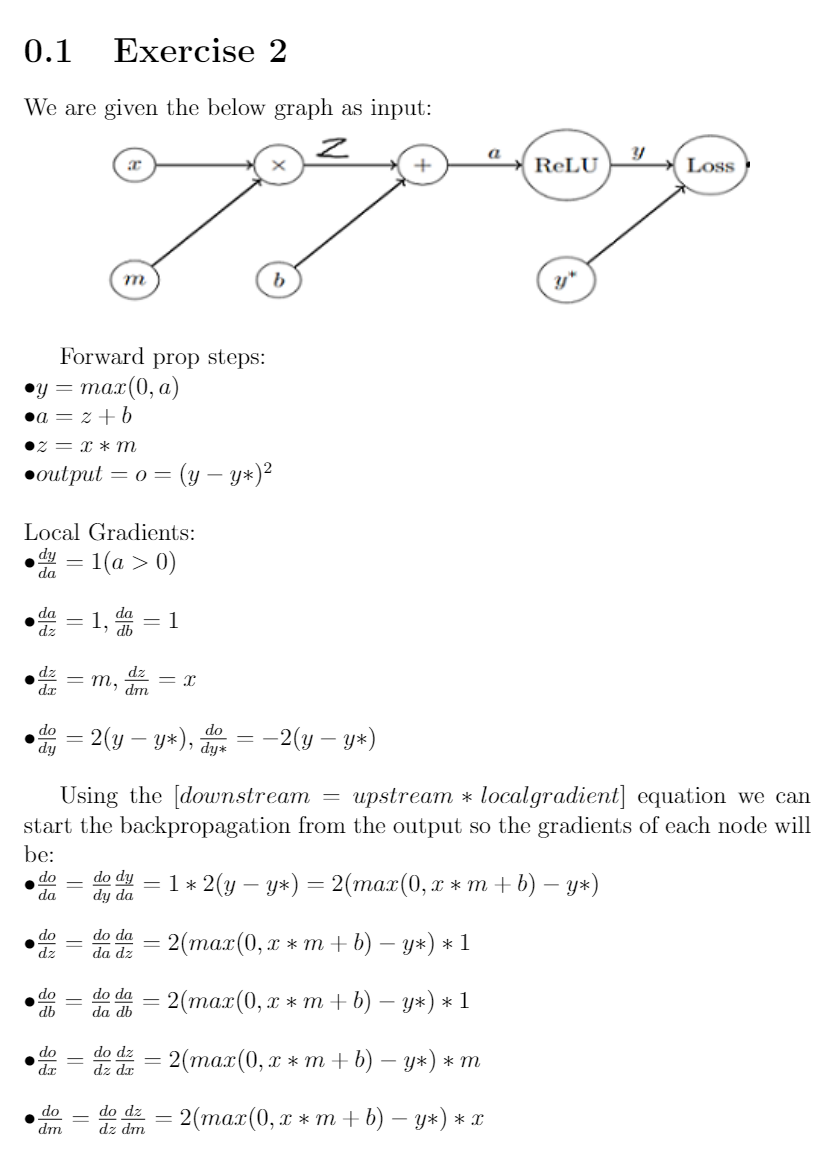 0.1 Exercise 2
We are given the below graph as input:
x × Z + a ReLU y Loss
m b y*
Forward prop steps:
•y = max(0, a)
•a = z + b
•z = x ∗ m
•output = o = (y − y∗)²
Local Gradients:
•dy/da = 1(a > 0)
•da/dz = 1, da/db = 1
•dz/dx = m, dz/dm = x
•do/dy = 2(y − y∗), do/dy∗ = −2(y − y∗)
Using the [downstream = upstream ∗ localgradient] equation we can
start the backpropagation from the output so the gradients of each node will
be:
•do/da = do/dy dy/da = 1 ∗ 2(y − y∗) = 2(max(0, x ∗ m + b) − y∗)
•do/dz = do/da da/dz = 2(max(0, x ∗ m + b) − y∗) ∗ 1
•do/db = do/da da/db = 2(max(0, x ∗ m + b) − y∗) ∗ 1
•do/dx = do/dz dz/dx = 2(max(0, x ∗ m + b) − y∗) ∗ m
•do/dm = do/dz dz/dm = 2(max(0, x ∗ m + b) − y∗) ∗ x